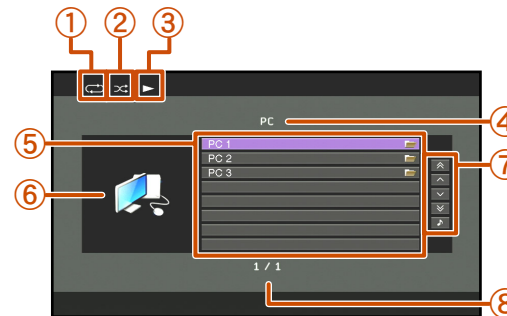 ① ② ③
PC ④
⑤ PC 1
PC 2
⑦
PC 3
⑥
1 / 1
⑧